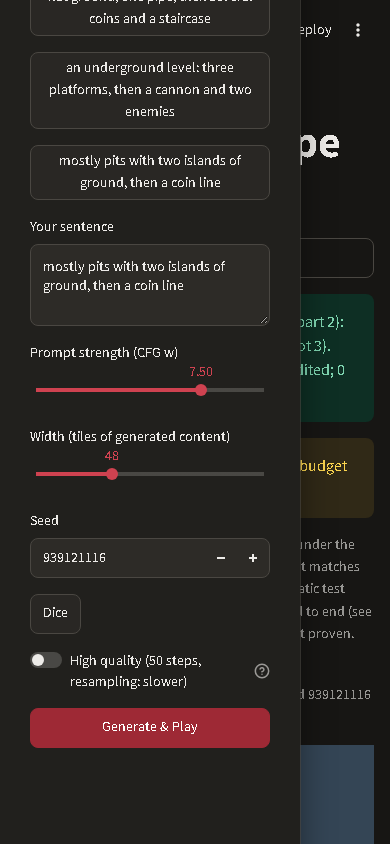 coins and a staircase
an underground level: three
platforms, then a cannon and two
enemies
mostly pits with two islands of
ground, then a coin line
Your sentence
mostly pits with two islands of
ground, then a coin line
Prompt strength (CFG w)
7.50
Width (tiles of generated content)
48
Seed
939121116
Dice
High quality (50 steps,
resampling: slower)
Generate & Play
eploy
pe
part 2):
ot 3).
lited; 0
budget
under the
t matches
atic test
l to end (see
t proven.
d 939121116